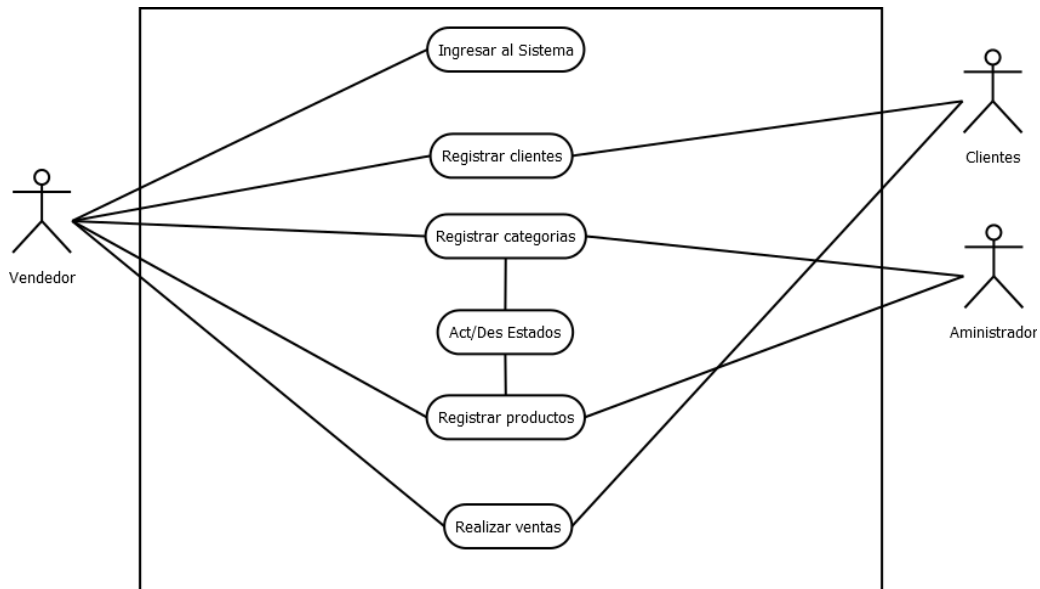 Ingresar al Sistema
Registrar clientes
Clientes
Registrar categorias
Vendedor
Act/Des Estados
Aministrador
Registrar productos
Realizar ventas